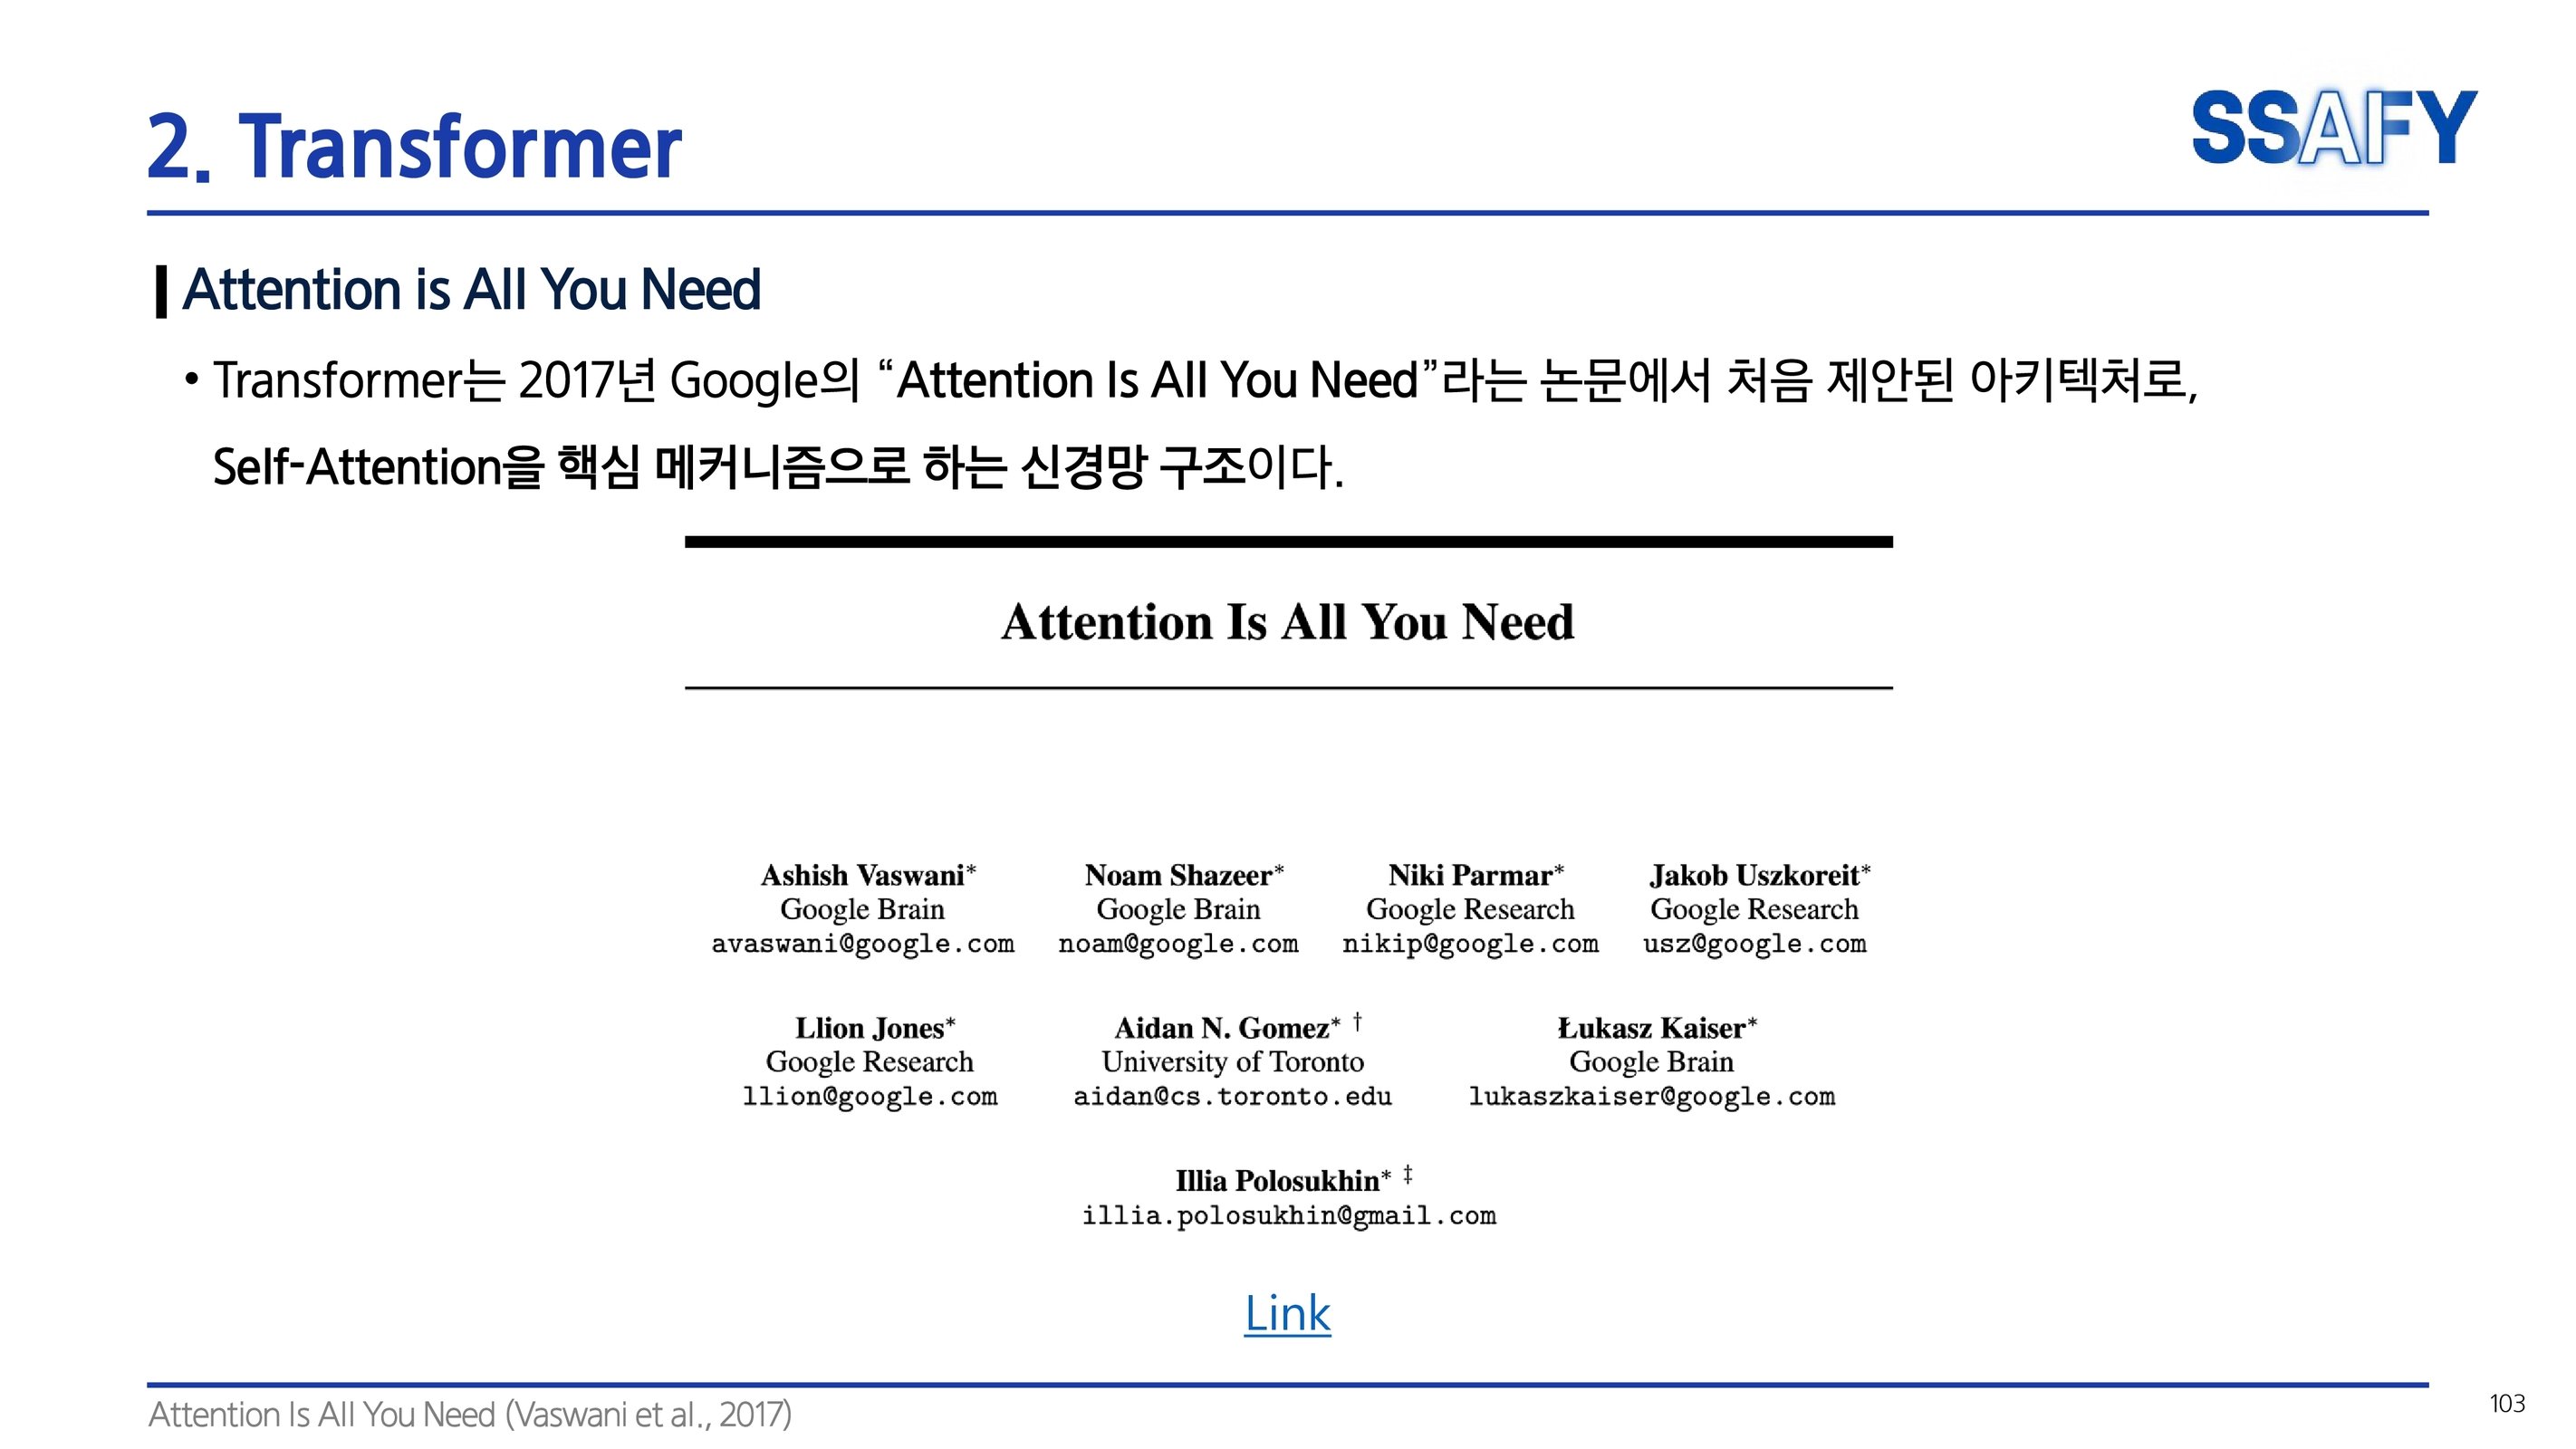 2. Transformer
SSAFY
Attention is All You Need
• Transformer는 2017년 Google의 “Attention Is All You Need”라는 논문에서 처음 제안된 아키텍처로,
Self-Attention을 핵심 메커니즘으로 하는 신경망 구조이다.
Attention Is All You Need
Ashish Vaswani* Noam Shazeer* Niki Parmar* Jakob Uszkoreit*
Google Brain Google Brain Google Research Google Research
avaswani@google.com noam@google.com nikip@google.com usz@google.com
Llion Jones* Aidan N. Gomez* † Łukasz Kaiser*
Google Research University of Toronto Google Brain
llion@google.com aidan@cs.toronto.edu lukaszkaiser@google.com
Illia Polosukhin* ‡
illia.polosukhin@gmail.com
Link
Attention Is All You Need (Vaswani et al., 2017)
103